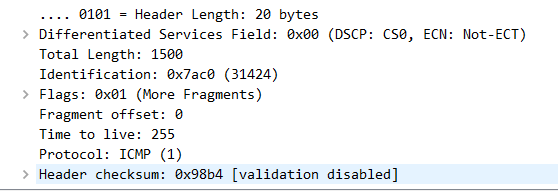 .... 0101 = Header Length: 20 bytes
Differentiated Services Field: 0x00 (DSCP: CS0, ECN: Not-ECT)
Total Length: 1500
Identification: 0x7ac0 (31424)
Flags: 0x01 (More Fragments)
Fragment offset: 0
Time to live: 255
Protocol: ICMP (1)
Header checksum: 0x98b4 [validation disabled]